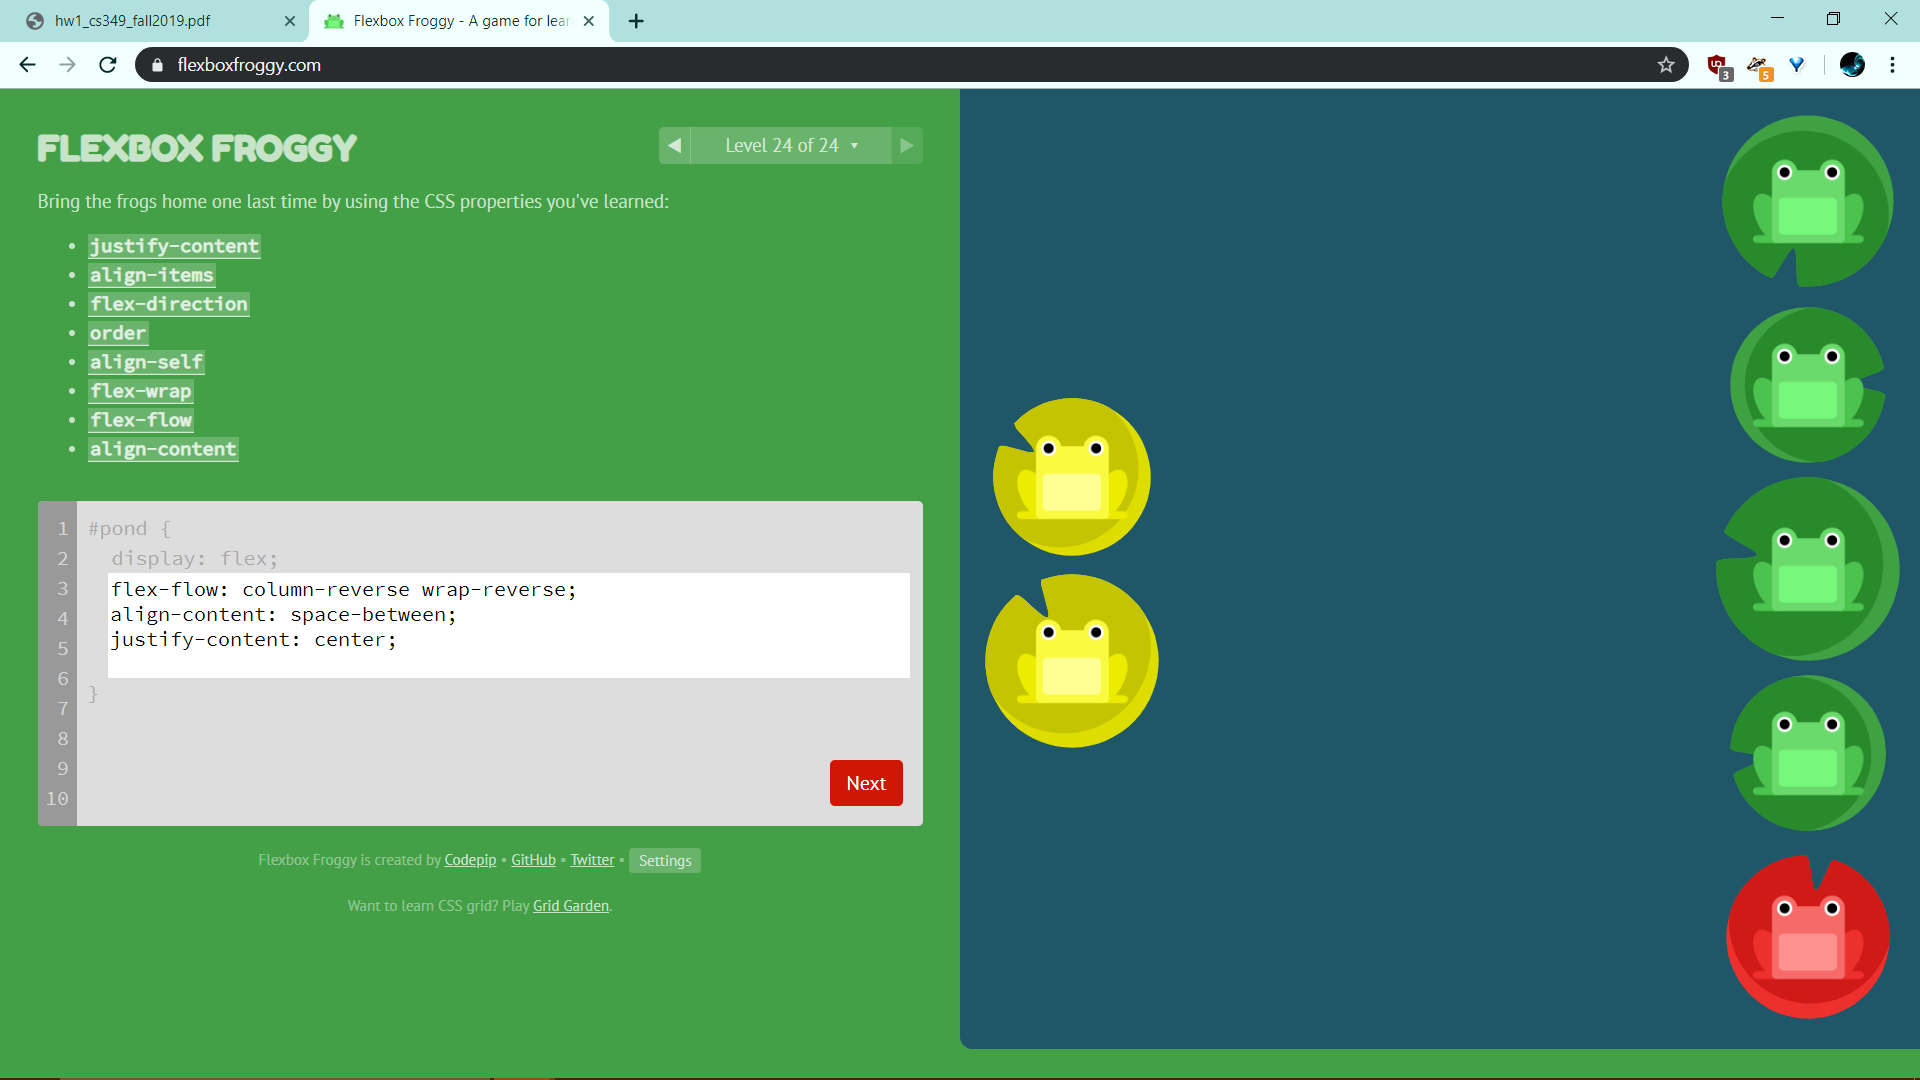 hw1_cs349_fall2019.pdf
Flexbox Froggy - A game for lear
flexboxfroggy.com
3
5
FLEXBOX FROGGY
Level 24 of 24
Bring the frogs home one last time by using the CSS properties you've learned:
• justify-content
• align-items
• flex-direction
• order
• align-self
• flex-wrap
• flex-flow
• align-content
1 #pond {
2 display: flex;
3 flex-flow: column-reverse wrap-reverse;
4 align-content: space-between;
5 justify-content: center;
6 }
7
8
9
10
Next
Flexbox Froggy is created by Codepip • GitHub • Twitter • Settings
Want to learn CSS grid? Play Grid Garden.